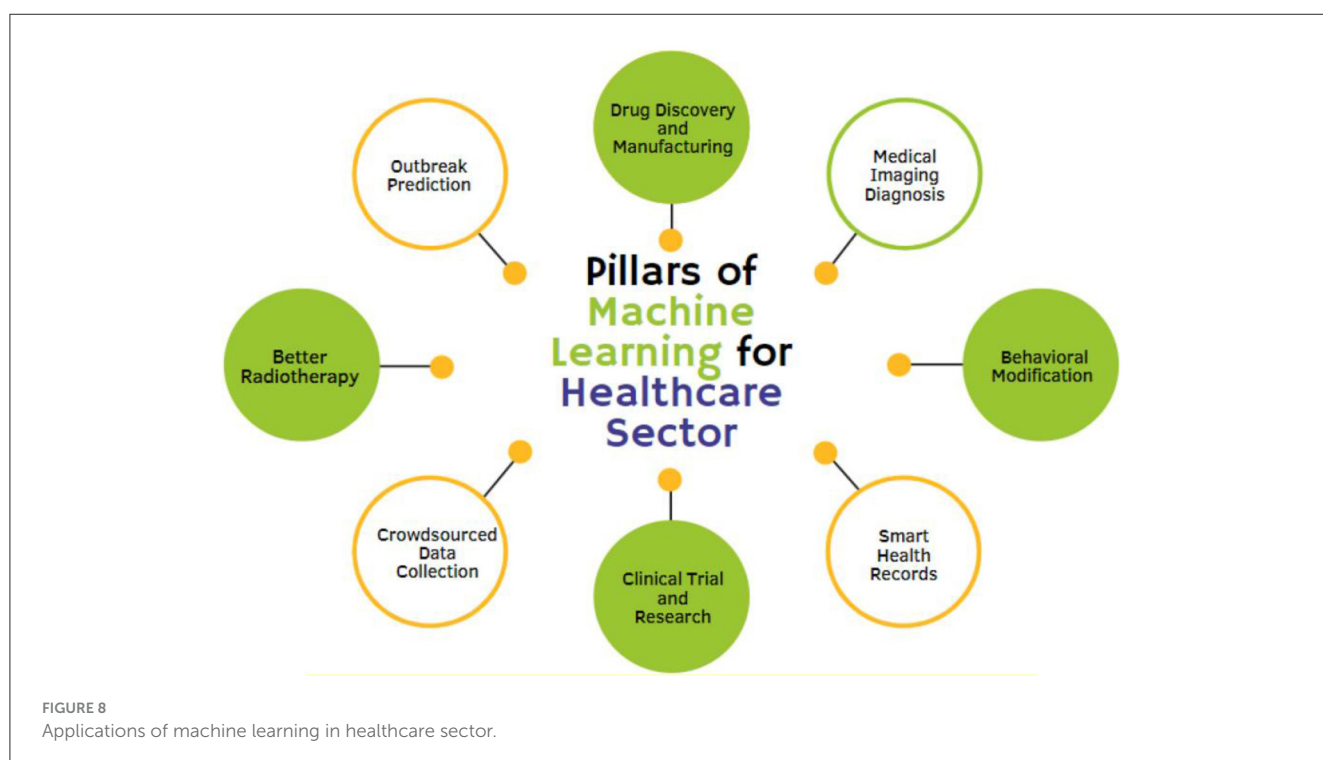 Drug Discovery
and
Manufacturing
Outbreak
Prediction
Medical
Imaging
Diagnosis
Pillars of
Machine
Learning for
Healthcare
Sector
Better
Radiotherapy
Behavioral
Modification
Crowdsourced
Data
Collection
Smart
Health
Records
Clinical Trial
and
Research
FIGURE 8
Applications of machine learning in healthcare sector.